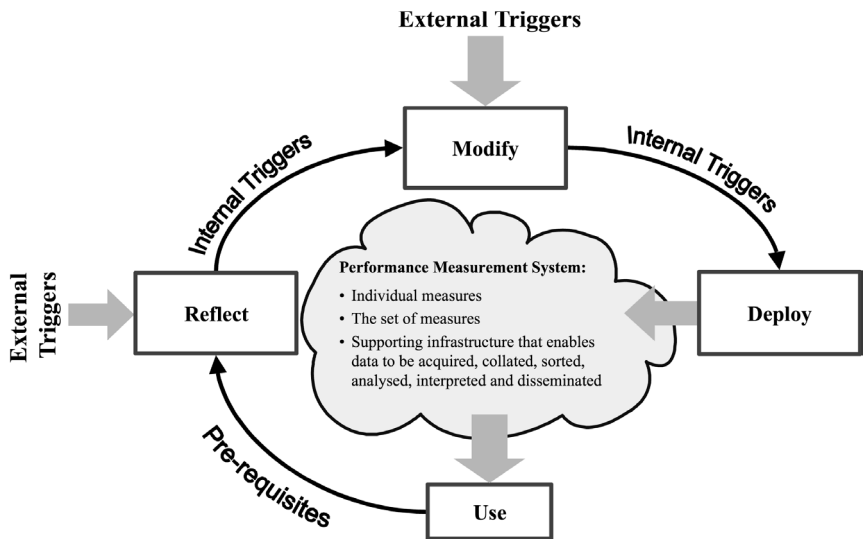 External Triggers
Modify
Internal Triggers
Internal Triggers
Performance Measurement System:
• Individual measures
• The set of measures
• Supporting infrastructure that enables
data to be acquired, collated, sorted,
analysed, interpreted and disseminated
External
Triggers
Reflect
Deploy
Pre-requisites
Use